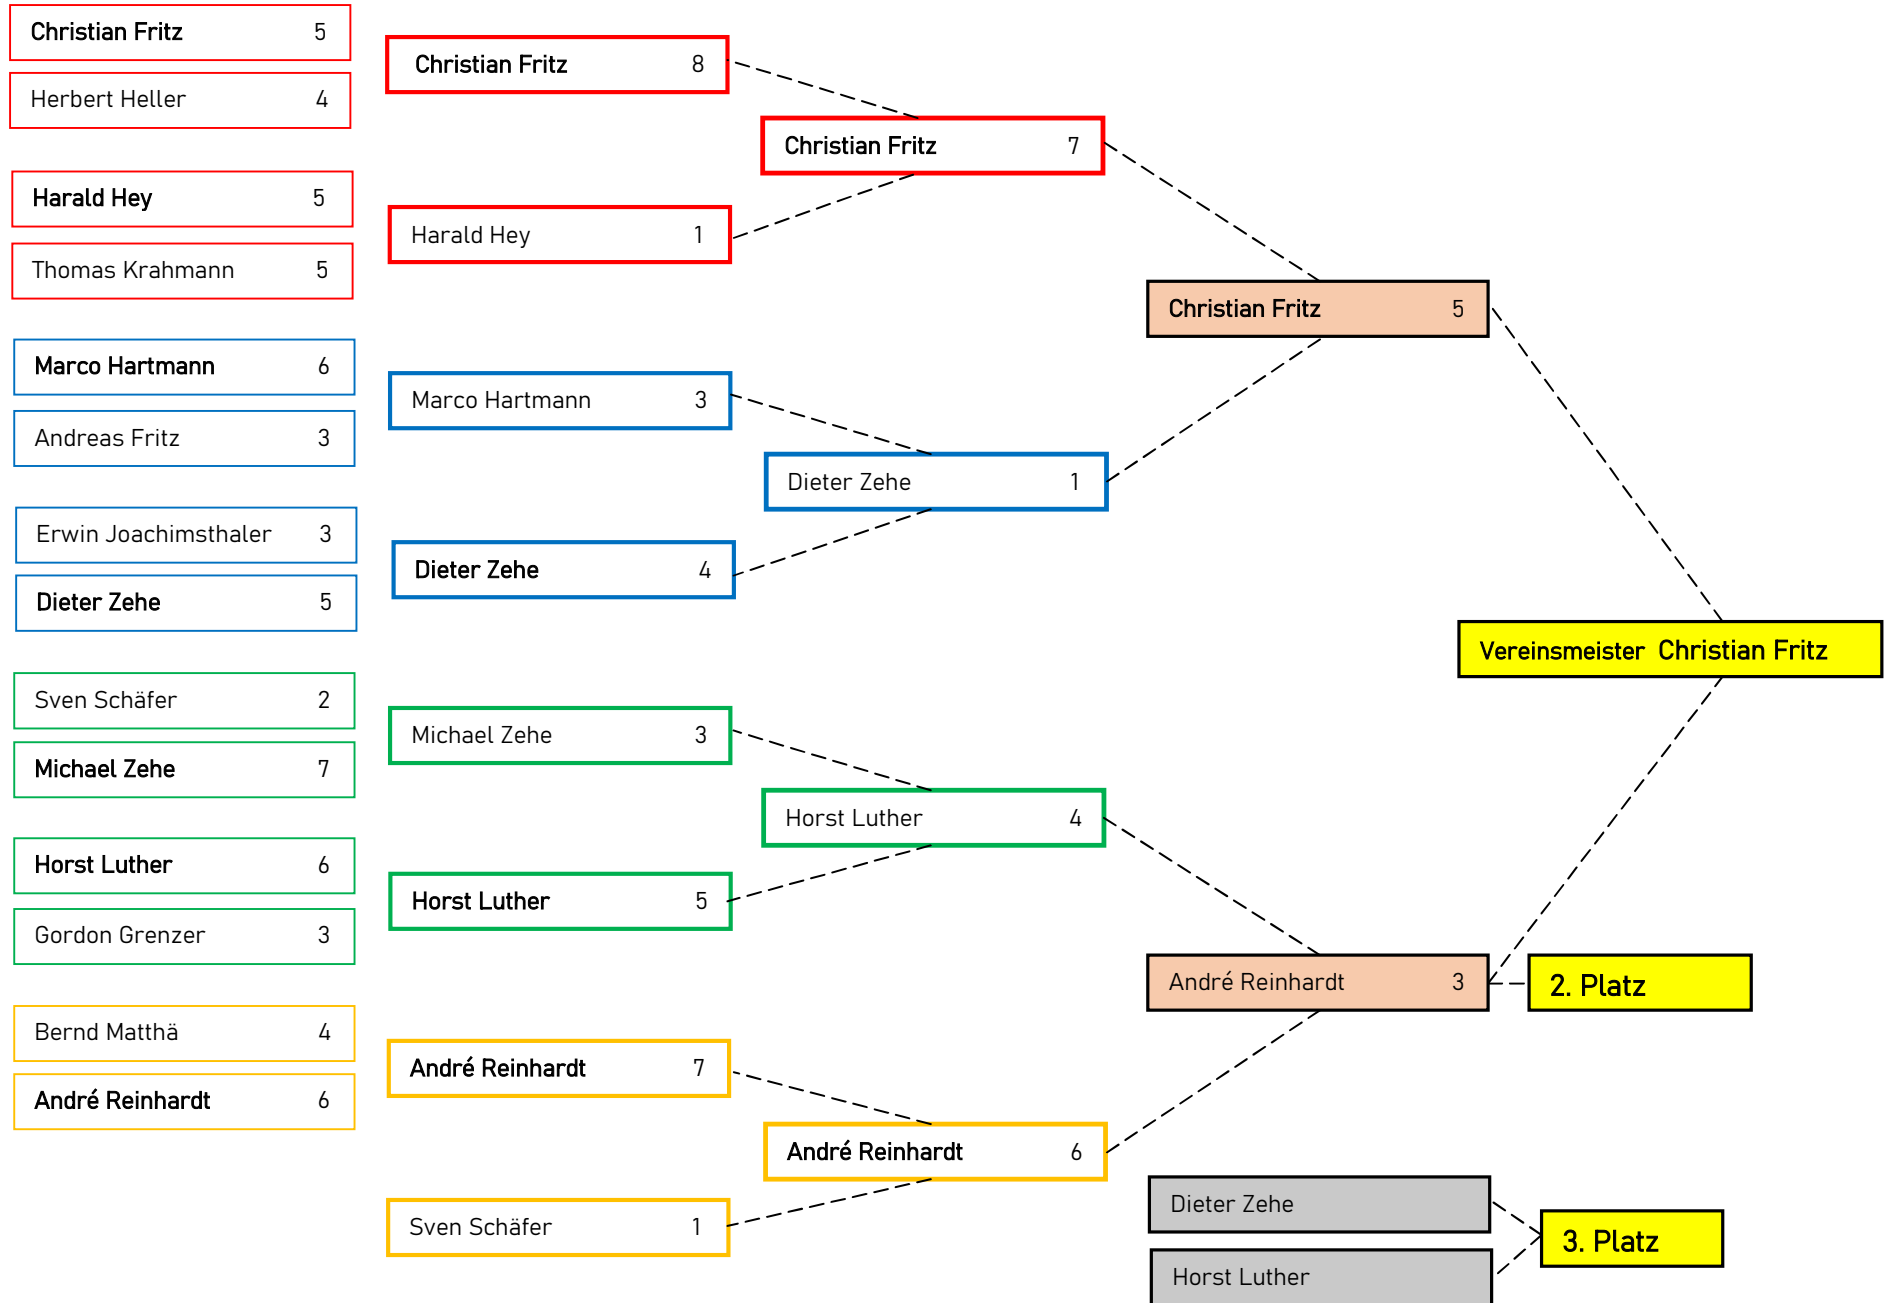 Christian Fritz 5
Herbert Heller 4
Harald Hey 5
Thomas Krahmann 5
Marco Hartmann 6
Andreas Fritz 3
Erwin Joachimsthaler 3
Dieter Zehe 5
Sven Schäfer 2
Michael Zehe 7
Horst Luther 6
Gordon Grenzer 3
Bernd Matthä 4
André Reinhardt 6
Christian Fritz 8
Harald Hey 1
Marco Hartmann 3
Dieter Zehe 4
Michael Zehe 3
Horst Luther 5
André Reinhardt 7
Sven Schäfer 1
Christian Fritz 7
Dieter Zehe 1
Horst Luther 4
André Reinhardt 6
Christian Fritz 5
André Reinhardt 3
Dieter Zehe
Horst Luther
Vereinsmeister Christian Fritz
2. Platz
3. Platz